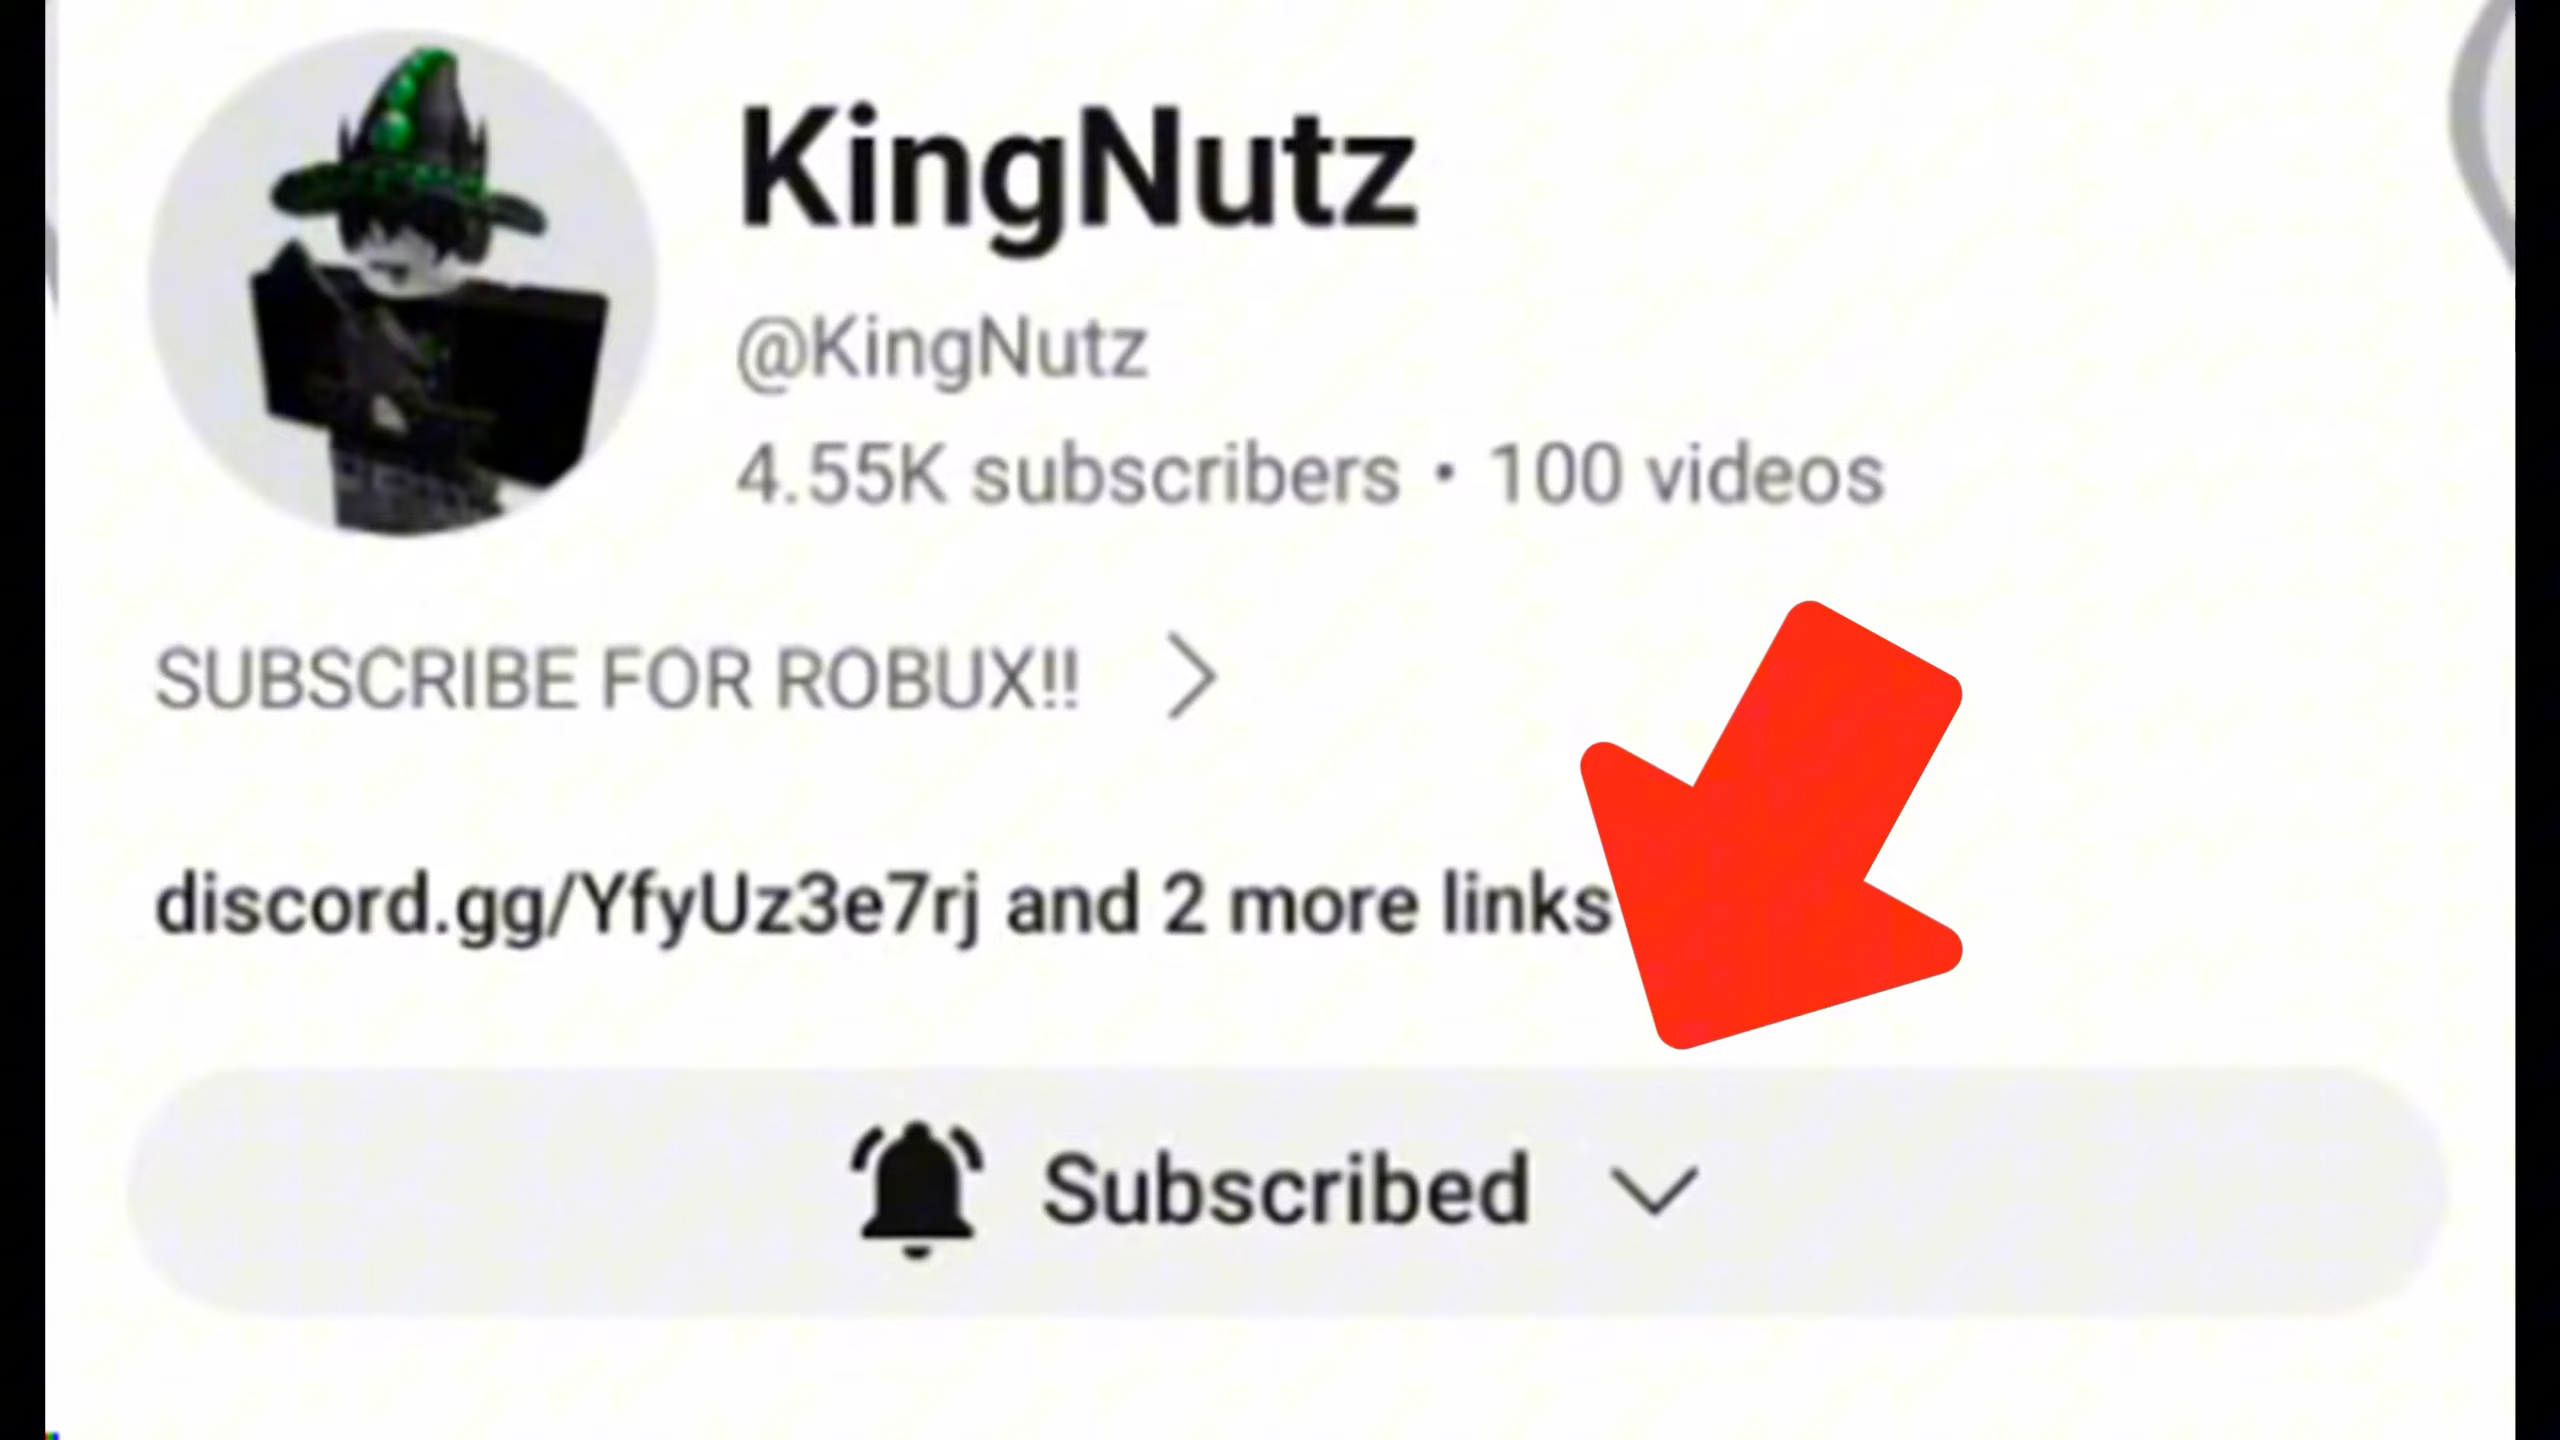 KingNutz
@KingNutz
4.55K subscribers • 100 videos
SUBSCRIBE FOR ROBUX!!
discord.gg/YfyUz3e7rj and 2 more links
Subscribed